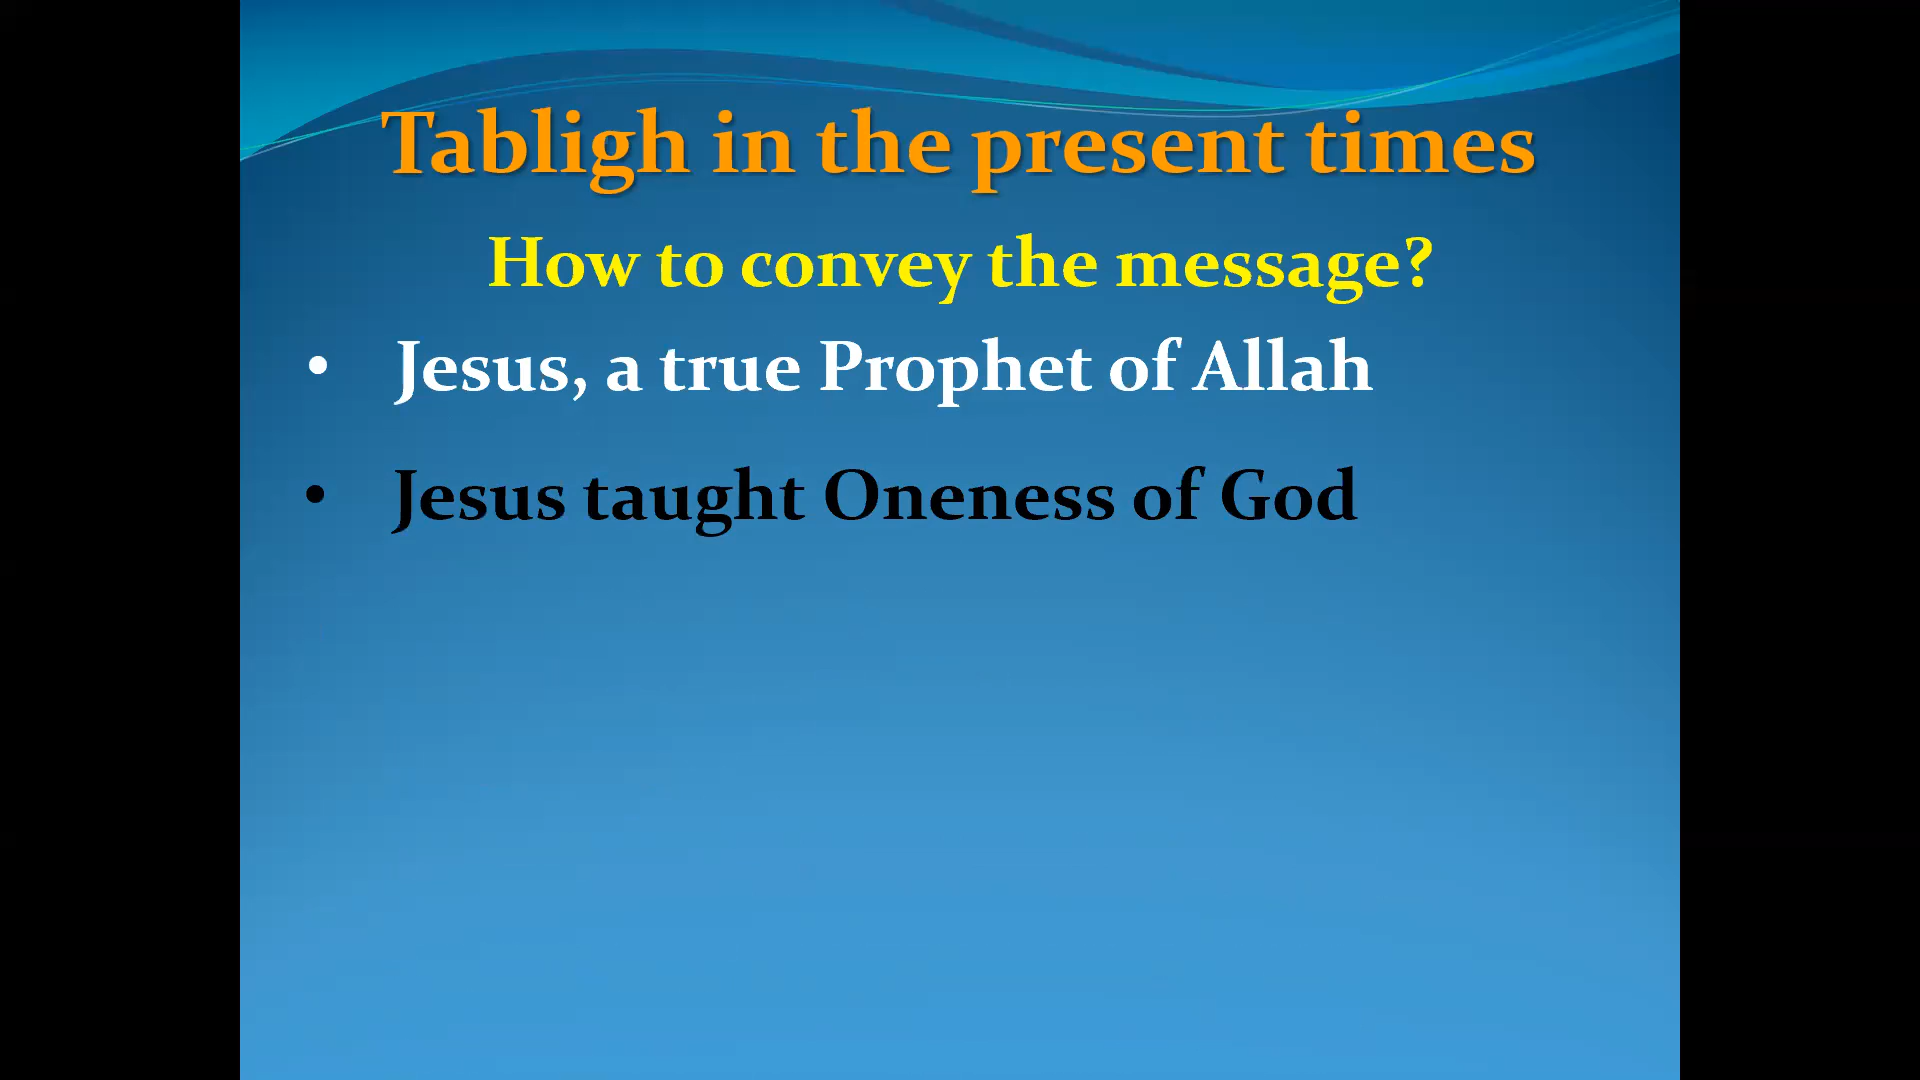 Tabligh in the present times
How to convey the message?
• Jesus, a true Prophet of Allah
• Jesus taught Oneness of God